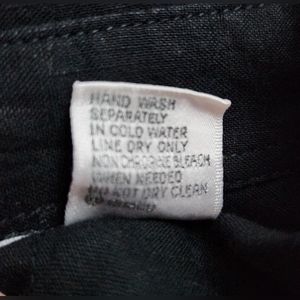 HAND WASH
SEPARATELY
IN COLD WATER
LINE DRY ONLY
NON CHLORINE BLEACH
WHEN NEEDED
DO NOT DRY CLEAN